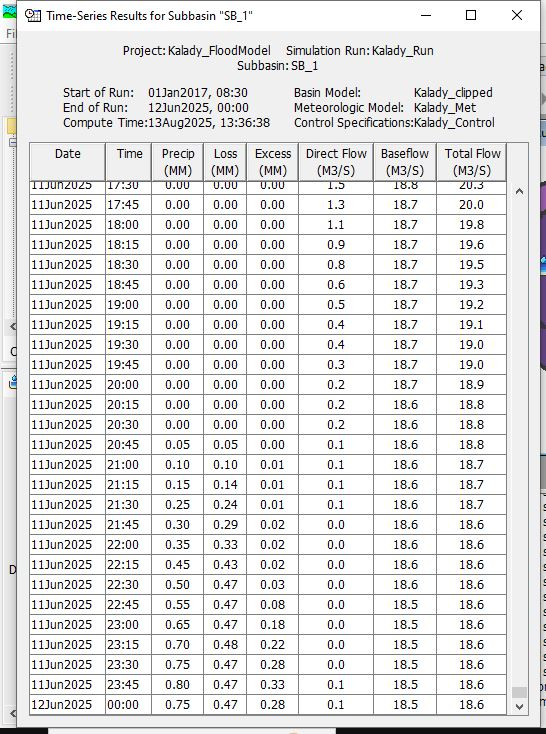 Time-Series Results for Subbasin "SB_1"
Project: Kalady_FloodModel Simulation Run: Kalady_Run
Subbasin: SB_1
Start of Run: 01Jan2017, 08:30 Basin Model: Kalady_clipped
End of Run: 12Jun2025, 00:00 Meteorologic Model: Kalady_Met
Compute Time:13Aug2025, 13:36:38 Control Specifications:Kalady_Control
Date Time Precip Loss Excess Direct Flow Baseflow Total Flow
(MM) (MM) (MM) (M3/S) (M3/S) (M3/S)
11Jun2025 17:30 0.00 0.00 0.00 1.5 18.8 20.3
11Jun2025 17:45 0.00 0.00 0.00 1.3 18.7 20.0
11Jun2025 18:00 0.00 0.00 0.00 1.1 18.7 19.8
11Jun2025 18:15 0.00 0.00 0.00 0.9 18.7 19.6
11Jun2025 18:30 0.00 0.00 0.00 0.8 18.7 19.5
11Jun2025 18:45 0.00 0.00 0.00 0.6 18.7 19.3
11Jun2025 19:00 0.00 0.00 0.00 0.5 18.7 19.2
11Jun2025 19:15 0.00 0.00 0.00 0.4 18.7 19.1
11Jun2025 19:30 0.00 0.00 0.00 0.4 18.7 19.0
11Jun2025 19:45 0.00 0.00 0.00 0.3 18.7 19.0
11Jun2025 20:00 0.00 0.00 0.00 0.2 18.7 18.9
11Jun2025 20:15 0.00 0.00 0.00 0.2 18.6 18.8
11Jun2025 20:30 0.00 0.00 0.00 0.2 18.6 18.8
11Jun2025 20:45 0.05 0.05 0.00 0.1 18.6 18.8
11Jun2025 21:00 0.10 0.10 0.01 0.1 18.6 18.7
11Jun2025 21:15 0.15 0.14 0.01 0.1 18.6 18.7
11Jun2025 21:30 0.25 0.24 0.01 0.1 18.6 18.7
11Jun2025 21:45 0.30 0.29 0.02 0.0 18.6 18.6
11Jun2025 22:00 0.35 0.33 0.02 0.0 18.6 18.6
11Jun2025 22:15 0.45 0.43 0.02 0.0 18.6 18.6
11Jun2025 22:30 0.50 0.47 0.03 0.0 18.6 18.6
11Jun2025 22:45 0.55 0.47 0.08 0.0 18.5 18.6
11Jun2025 23:00 0.65 0.47 0.18 0.0 18.5 18.6
11Jun2025 23:15 0.70 0.48 0.22 0.0 18.5 18.6
11Jun2025 23:30 0.75 0.47 0.28 0.0 18.5 18.6
11Jun2025 23:45 0.80 0.47 0.33 0.1 18.5 18.6
12Jun2025 00:00 0.75 0.47 0.28 0.1 18.5 18.6